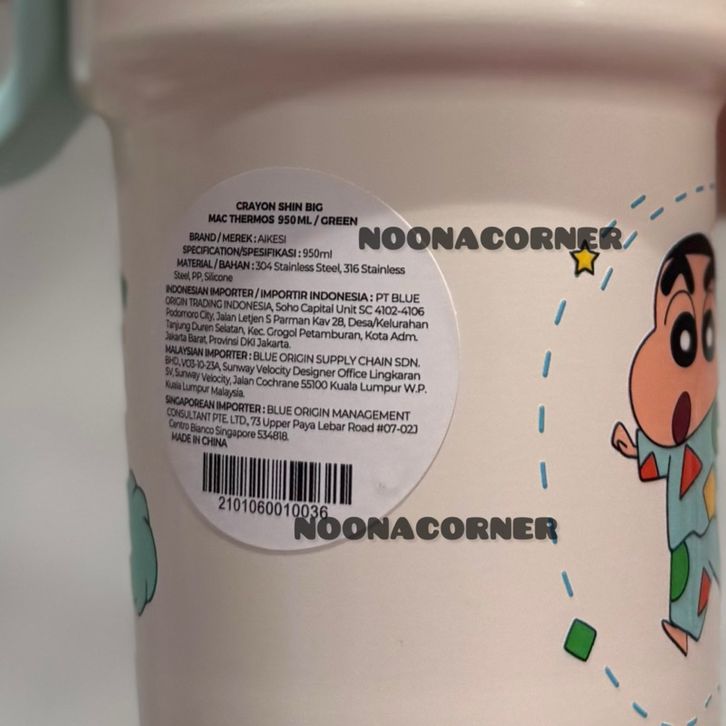 CRAYON SHIN BIG
MAC THERMOS 950ML / GREEN
BRAND / MEREK : AIKESI
SPECIFICATION/SPESIFIKASI : 950ml
MATERIAL / BAHAN : 304 Stainless Steel, 316 Stainless
Steel, PP, Silicone
INDONESIAN IMPORTER / IMPORTIR INDONESIA : PT BLUE
ORIGIN TRADING INDONESIA, Soho Capital Unit SC 4102-4106
Podomoro City, Jalan Letjen S Parman Kav 28, Desa/Kelurahan
Tanjung Duren Selatan, Kec. Grogol Petamburan, Kota Adm.
Jakarta Barat, Provinsi DKI Jakarta.
MALAYSIAN IMPORTER : BLUE ORIGIN SUPPLY CHAIN SDN.
BHD, VO3-10-23A, Sunway Velocity Designer Office Lingkaran
SV, Sunway Velocity, Jalan Cochrane 55100 Kuala Lumpur W.P.
Kuala Lumpur Malaysia.
SINGAPOREAN IMPORTER : BLUE ORIGIN MANAGEMENT
CONSULTANT PTE. LTD., 73 Upper Paya Lebar Road #07-02J
Centro Bianco Singapore 534818.
MADE IN CHINA
2101060010036
NOONACORNER
NOONACORNER